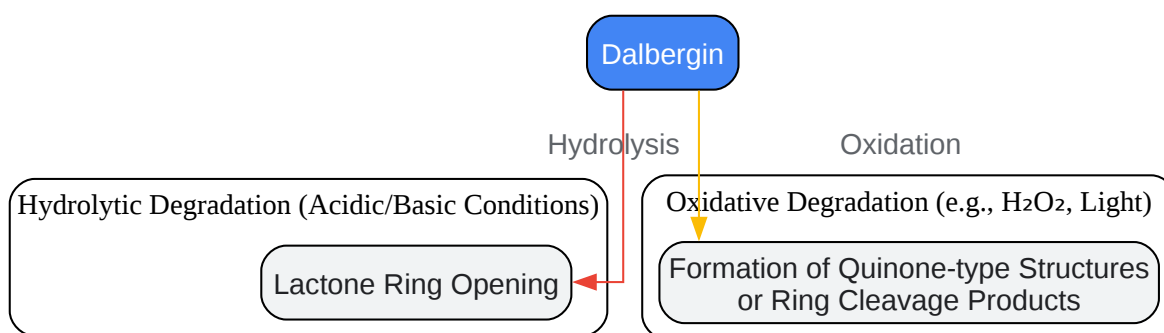 Dalbergin
Hydrolysis
Oxidation
Hydrolytic Degradation (Acidic/Basic Conditions)
Lactone Ring Opening
Oxidative Degradation (e.g., H₂O₂, Light)
Formation of Quinone-type Structures
or Ring Cleavage Products